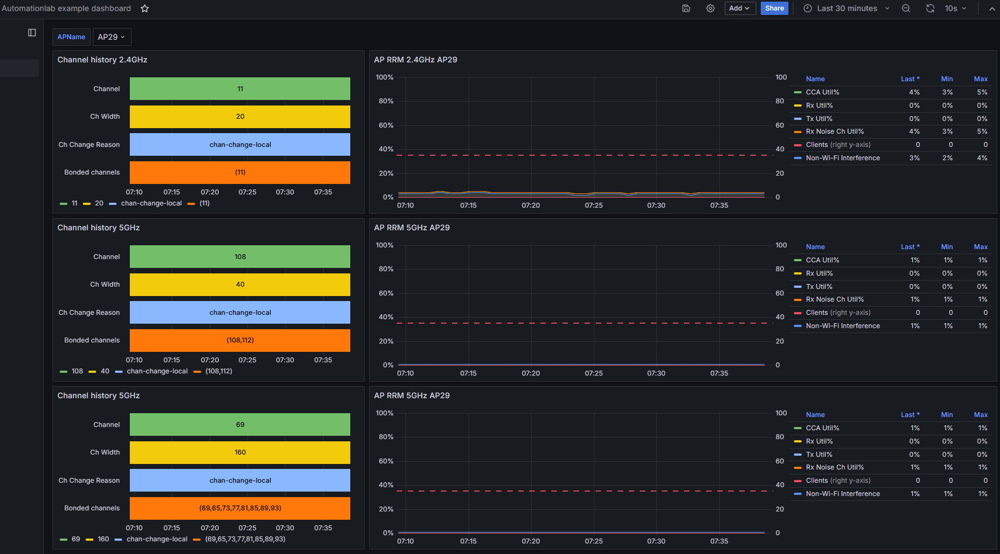 Automationlab example dashboard
Add
Share
Last 30 minutes
10s
APName
AP29
Channel history 2.4GHz
Channel
11
Ch Width
20
Ch Change Reason
chan-change-local
Bonded channels
(11)
07:10 07:15 07:20 07:25 07:30 07:35
11 20 chan-change-local (11)
AP RRM 2.4GHz AP29
100% 100
80% 80
60% 60
40% 40
20% 20
0% 0
07:10 07:15 07:20 07:25 07:30 07:35
Name Last * Min Max
CCA Util% 4% 3% 5%
Rx Util% 0% 0% 0%
Tx Util% 0% 0% 0%
Rx Noise Ch Util% 4% 3% 5%
Clients (right y-axis) 0 0 0
Non-Wi-Fi Interference 3% 2% 4%
Channel history 5GHz
Channel
108
Ch Width
40
Ch Change Reason
chan-change-local
Bonded channels
(108,112)
07:10 07:15 07:20 07:25 07:30 07:35
108 40 chan-change-local (108,112)
AP RRM 5GHz AP29
100% 100
80% 80
60% 60
40% 40
20% 20
0% 0
07:10 07:15 07:20 07:25 07:30 07:35
Name Last * Min Max
CCA Util% 1% 1% 1%
Rx Util% 0% 0% 0%
Tx Util% 0% 0% 0%
Rx Noise Ch Util% 1% 1% 1%
Clients (right y-axis) 0 0 0
Non-Wi-Fi Interference 1% 1% 1%
Channel history 5GHz
Channel
69
Ch Width
160
Ch Change Reason
chan-change-local
Bonded channels
(69,65,73,77,81,85,89,93)
07:10 07:15 07:20 07:25 07:30 07:35
69 160 chan-change-local (69,65,73,77,81,85,89,93)
AP RRM 5GHz AP29
100% 100
80% 80
60% 60
40% 40
20% 20
0% 0
07:10 07:15 07:20 07:25 07:30 07:35
Name Last * Min Max
CCA Util% 1% 1% 1%
Rx Util% 0% 0% 0%
Tx Util% 0% 0% 0%
Rx Noise Ch Util% 1% 1% 1%
Clients (right y-axis) 0 0 0
Non-Wi-Fi Interference 1% 1% 1%